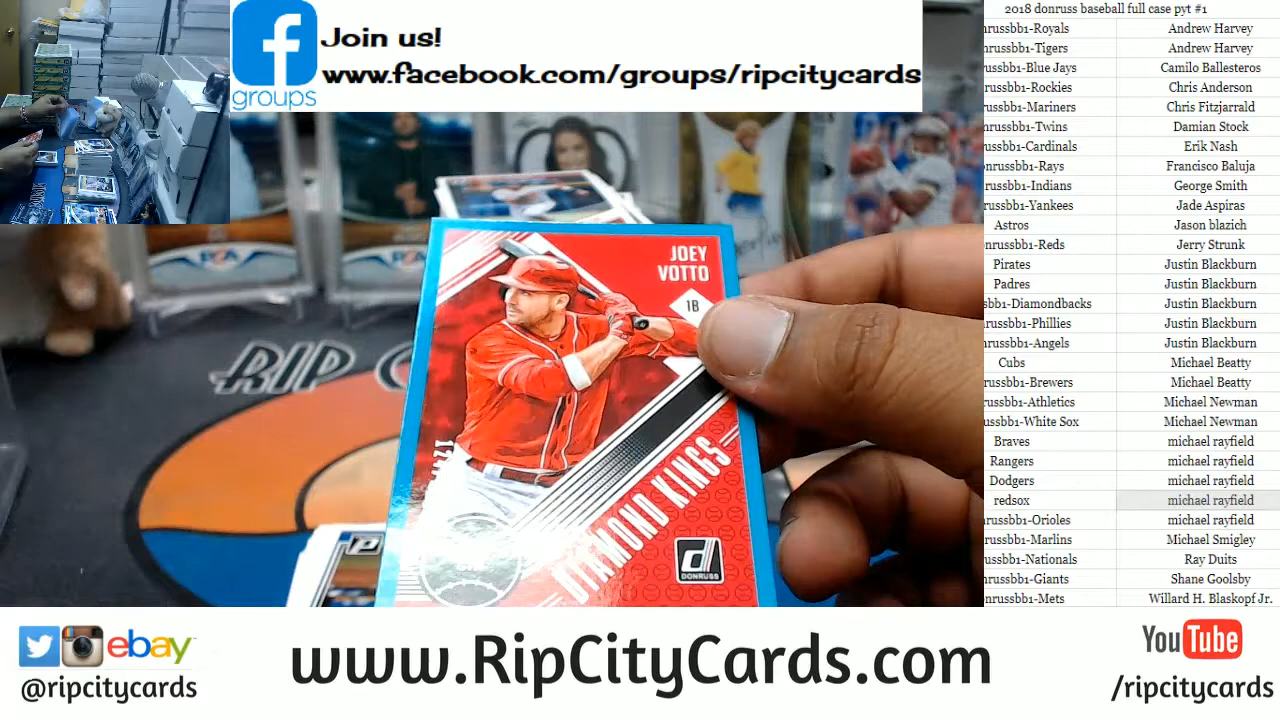 Join us!
www.facebook.com/groups/ripcitycards
groups
2018 donruss baseball full case pyt #1
nrussbb1-Royals Andrew Harvey
nrussbb1-Tigers Andrew Harvey
ussbb1-Blue Jays Camilo Ballesteros
russbb1-Rockies Chris Anderson
russbb1-Mariners Chris Fitzjarrald
nrussbb1-Twins Damian Stock
ussbb1-Cardinals Erik Nash
onrussbb1-Rays Francisco Baluja
russbb1-Indians George Smith
russbb1-Yankees Jade Aspiras
Astros Jason blazich
onrussbb1-Reds Jerry Strunk
Pirates Justin Blackburn
Padres Justin Blackburn
sbb1-Diamondbacks Justin Blackburn
russbb1-Phillies Justin Blackburn
russbb1-Angels Justin Blackburn
Cubs Michael Beatty
russbb1-Brewers Michael Beatty
russbb1-Athletics Michael Newman
ussbb1-White Sox Michael Newman
Braves michael rayfield
Rangers michael rayfield
Dodgers michael rayfield
redsox michael rayfield
russbb1-Orioles michael rayfield
russbb1-Marlins Michael Smigley
ussbb1-Nationals Ray Duits
nrussbb1-Giants Shane Goolsby
onrussbb1-Mets Willard H. Blaskopf Jr.
JOEY
VOTTO
1B
DIAMOND KINGS
DONRUSS
RIP C
ebay
@ripcitycards
www.RipCityCards.com
YouTube
/ripcitycards